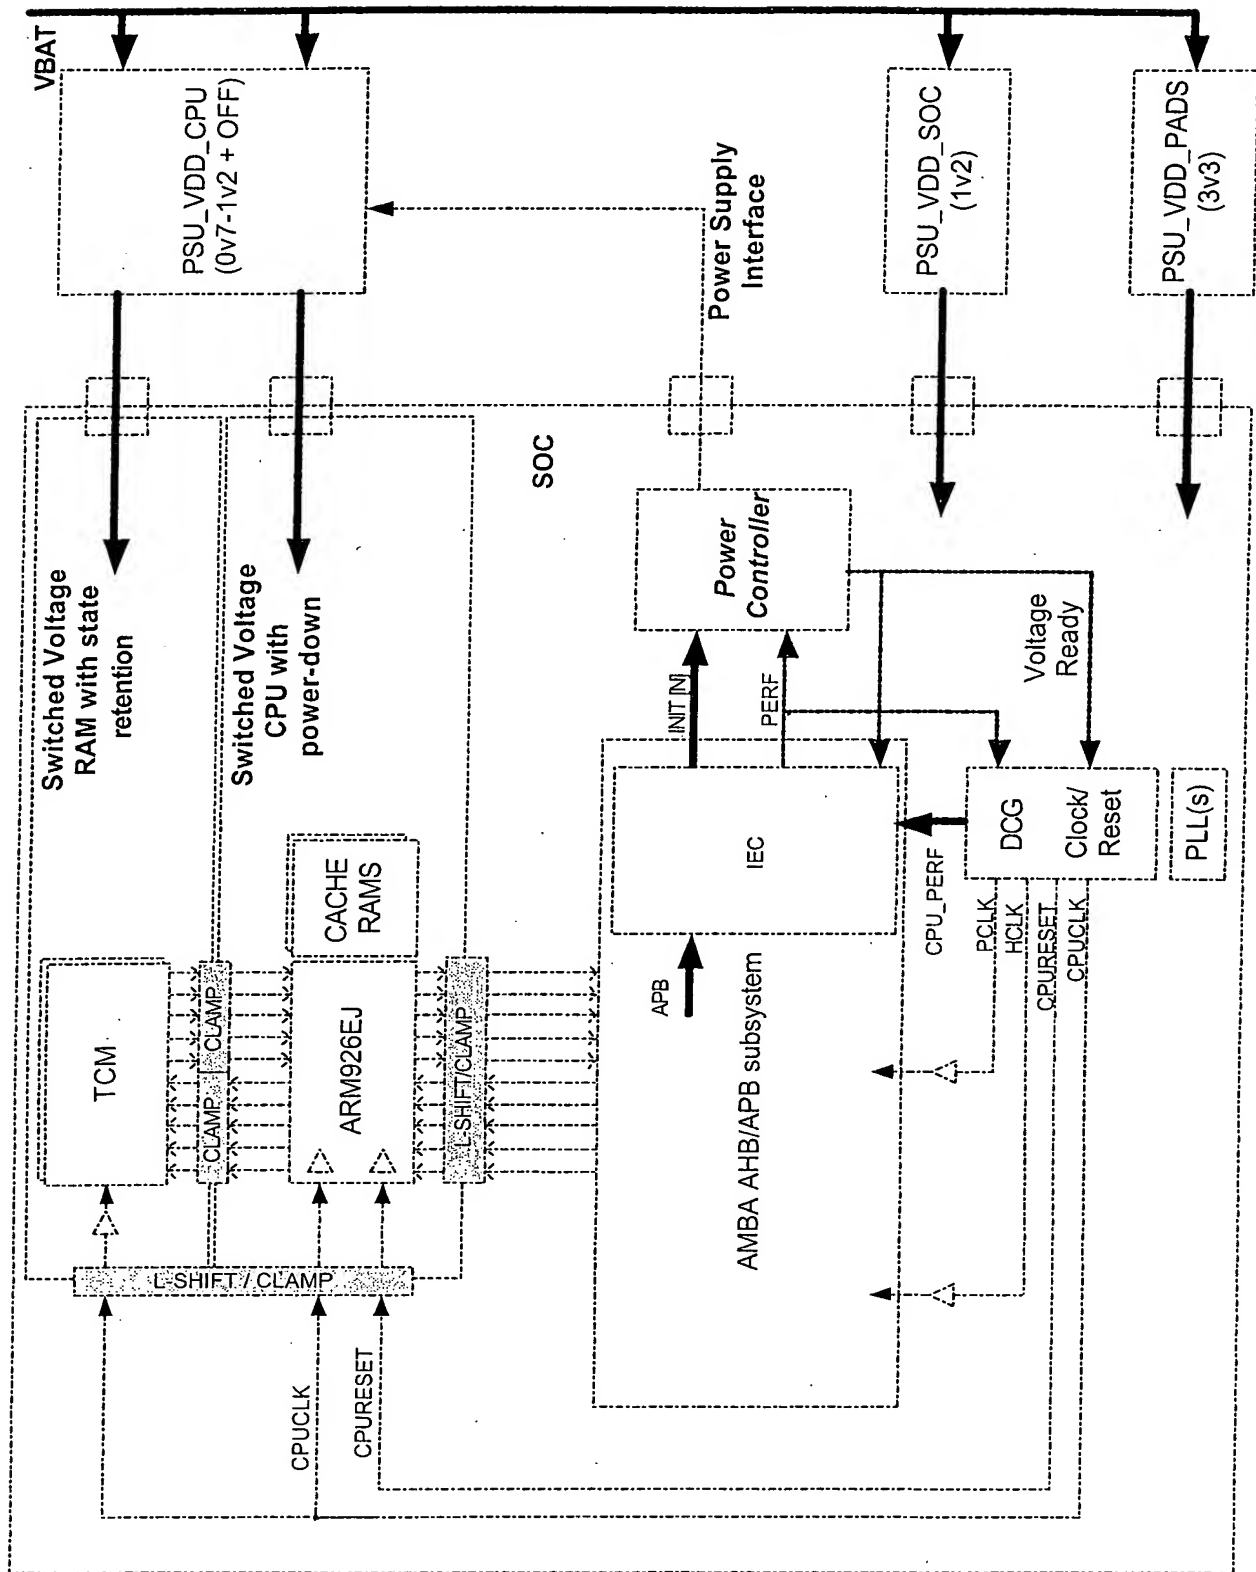 VBAT
PSU_VDD_CPU
(0v7-1v2 + OFF)
PSU_VDD_SOC
(1v2)
PSU_VDD_PADS
(3v3)
Power Supply
Interface
SOC
Switched Voltage
RAM with state
retention
Switched Voltage
CPU with
power-down
Power
Controller
Voltage
Ready
INIT [N]
PERF
TCM
CLAMP
CLAMP
ARM926EJ
CACHE
RAMS
L-SHIFT/CLAMP
L-SHIFT / CLAMP
IEC
APB
AMBA AHB/APB subsystem
CPU_PERF
DCG
Clock/
Reset
PLL(s)
PCLK
HCLK
CPURESET
CPUCLK
CPUCLK
CPURESET